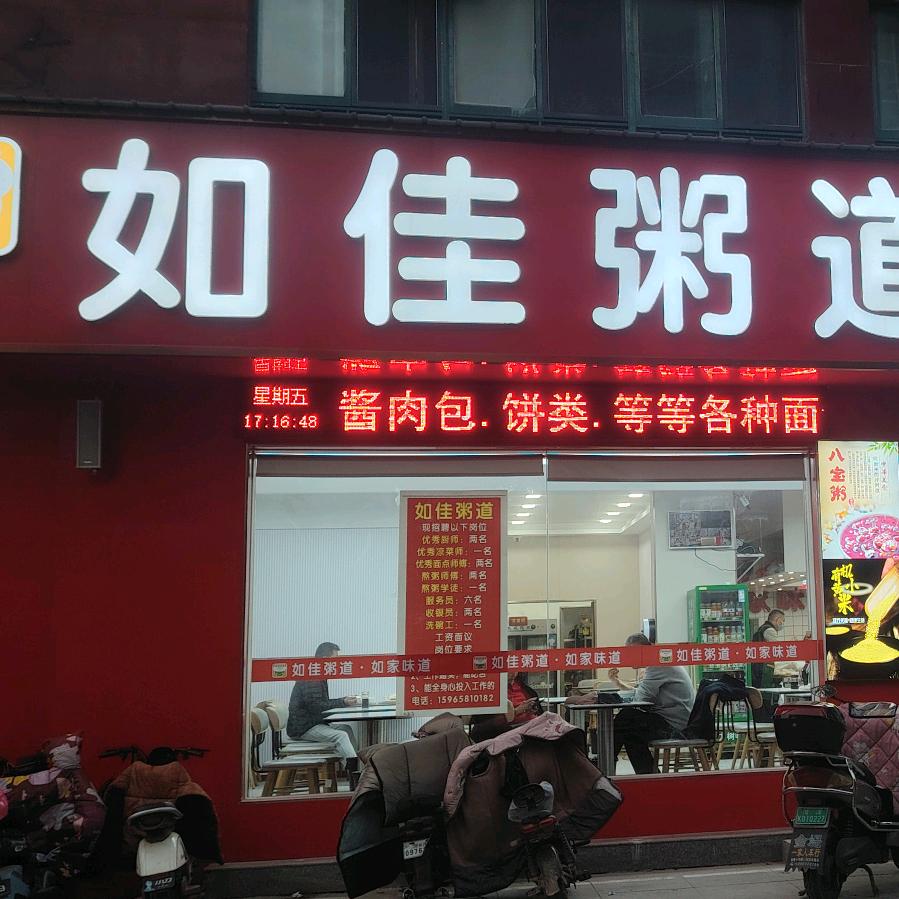 如佳粥道
星期五
17:16:48
酱肉包.饼类.等等各种面
八宝粥
有机小黄米
如佳粥道
现招聘以下岗位
优秀厨师：两名
优秀凉菜师：一名
优秀面点师傅：两名
熬粥师傅：两名
熬粥学徒：一名
服务员：六名
收银员：两名
洗碗工：一名
工资面议
岗位要求
3、能全身心投入工作的
电话：15965810182
如佳粥道·如家味道
如佳粥道·如家味道
如佳粥道·如家味道
K010227